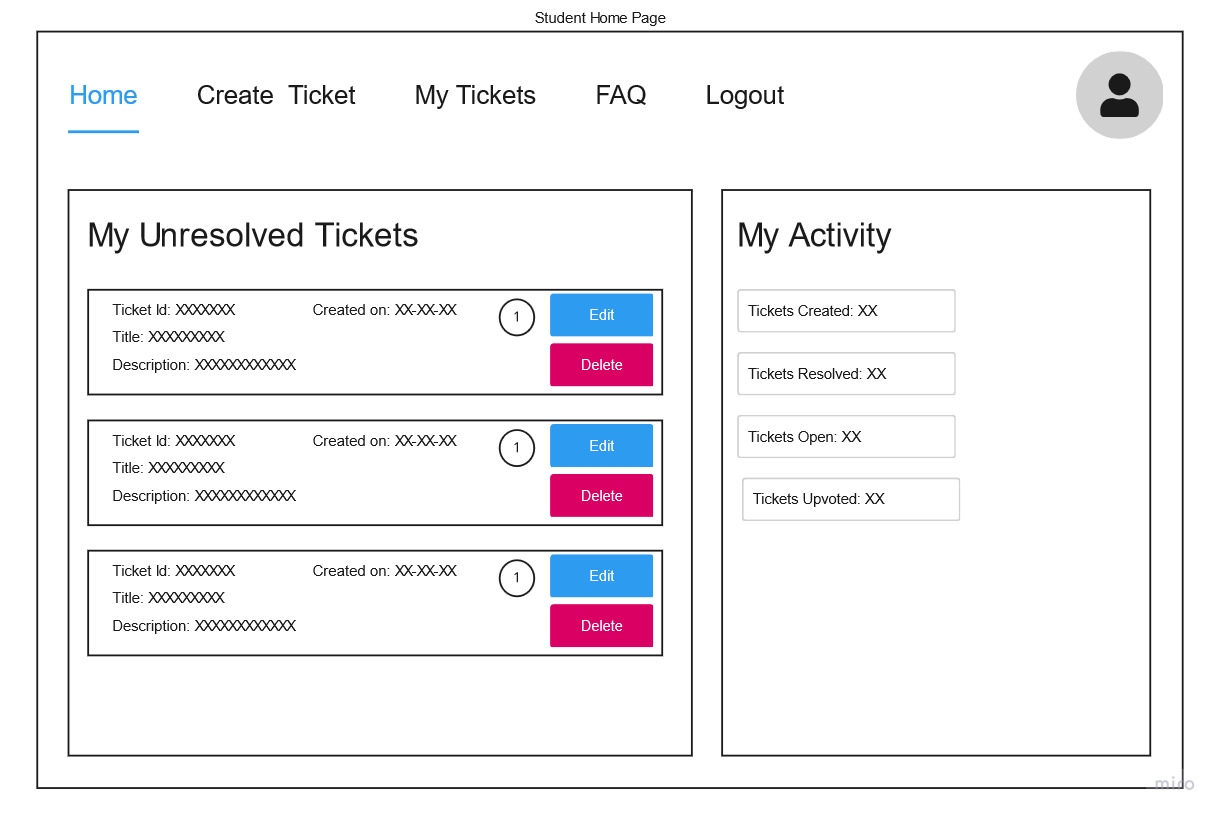 Student Home Page
Home Create Ticket My Tickets FAQ Logout
My Unresolved Tickets
Ticket Id: XXXXXXX Created on: XX-XX-XX 1 Edit
Title: XXXXXXXXX
Description: XXXXXXXXXXXX Delete
Ticket Id: XXXXXXX Created on: XX-XX-XX 1 Edit
Title: XXXXXXXXX
Description: XXXXXXXXXXXX Delete
Ticket Id: XXXXXXX Created on: XX-XX-XX 1 Edit
Title: XXXXXXXXX
Description: XXXXXXXXXXXX Delete
My Activity
Tickets Created: XX
Tickets Resolved: XX
Tickets Open: XX
Tickets Upvoted: XX
miro